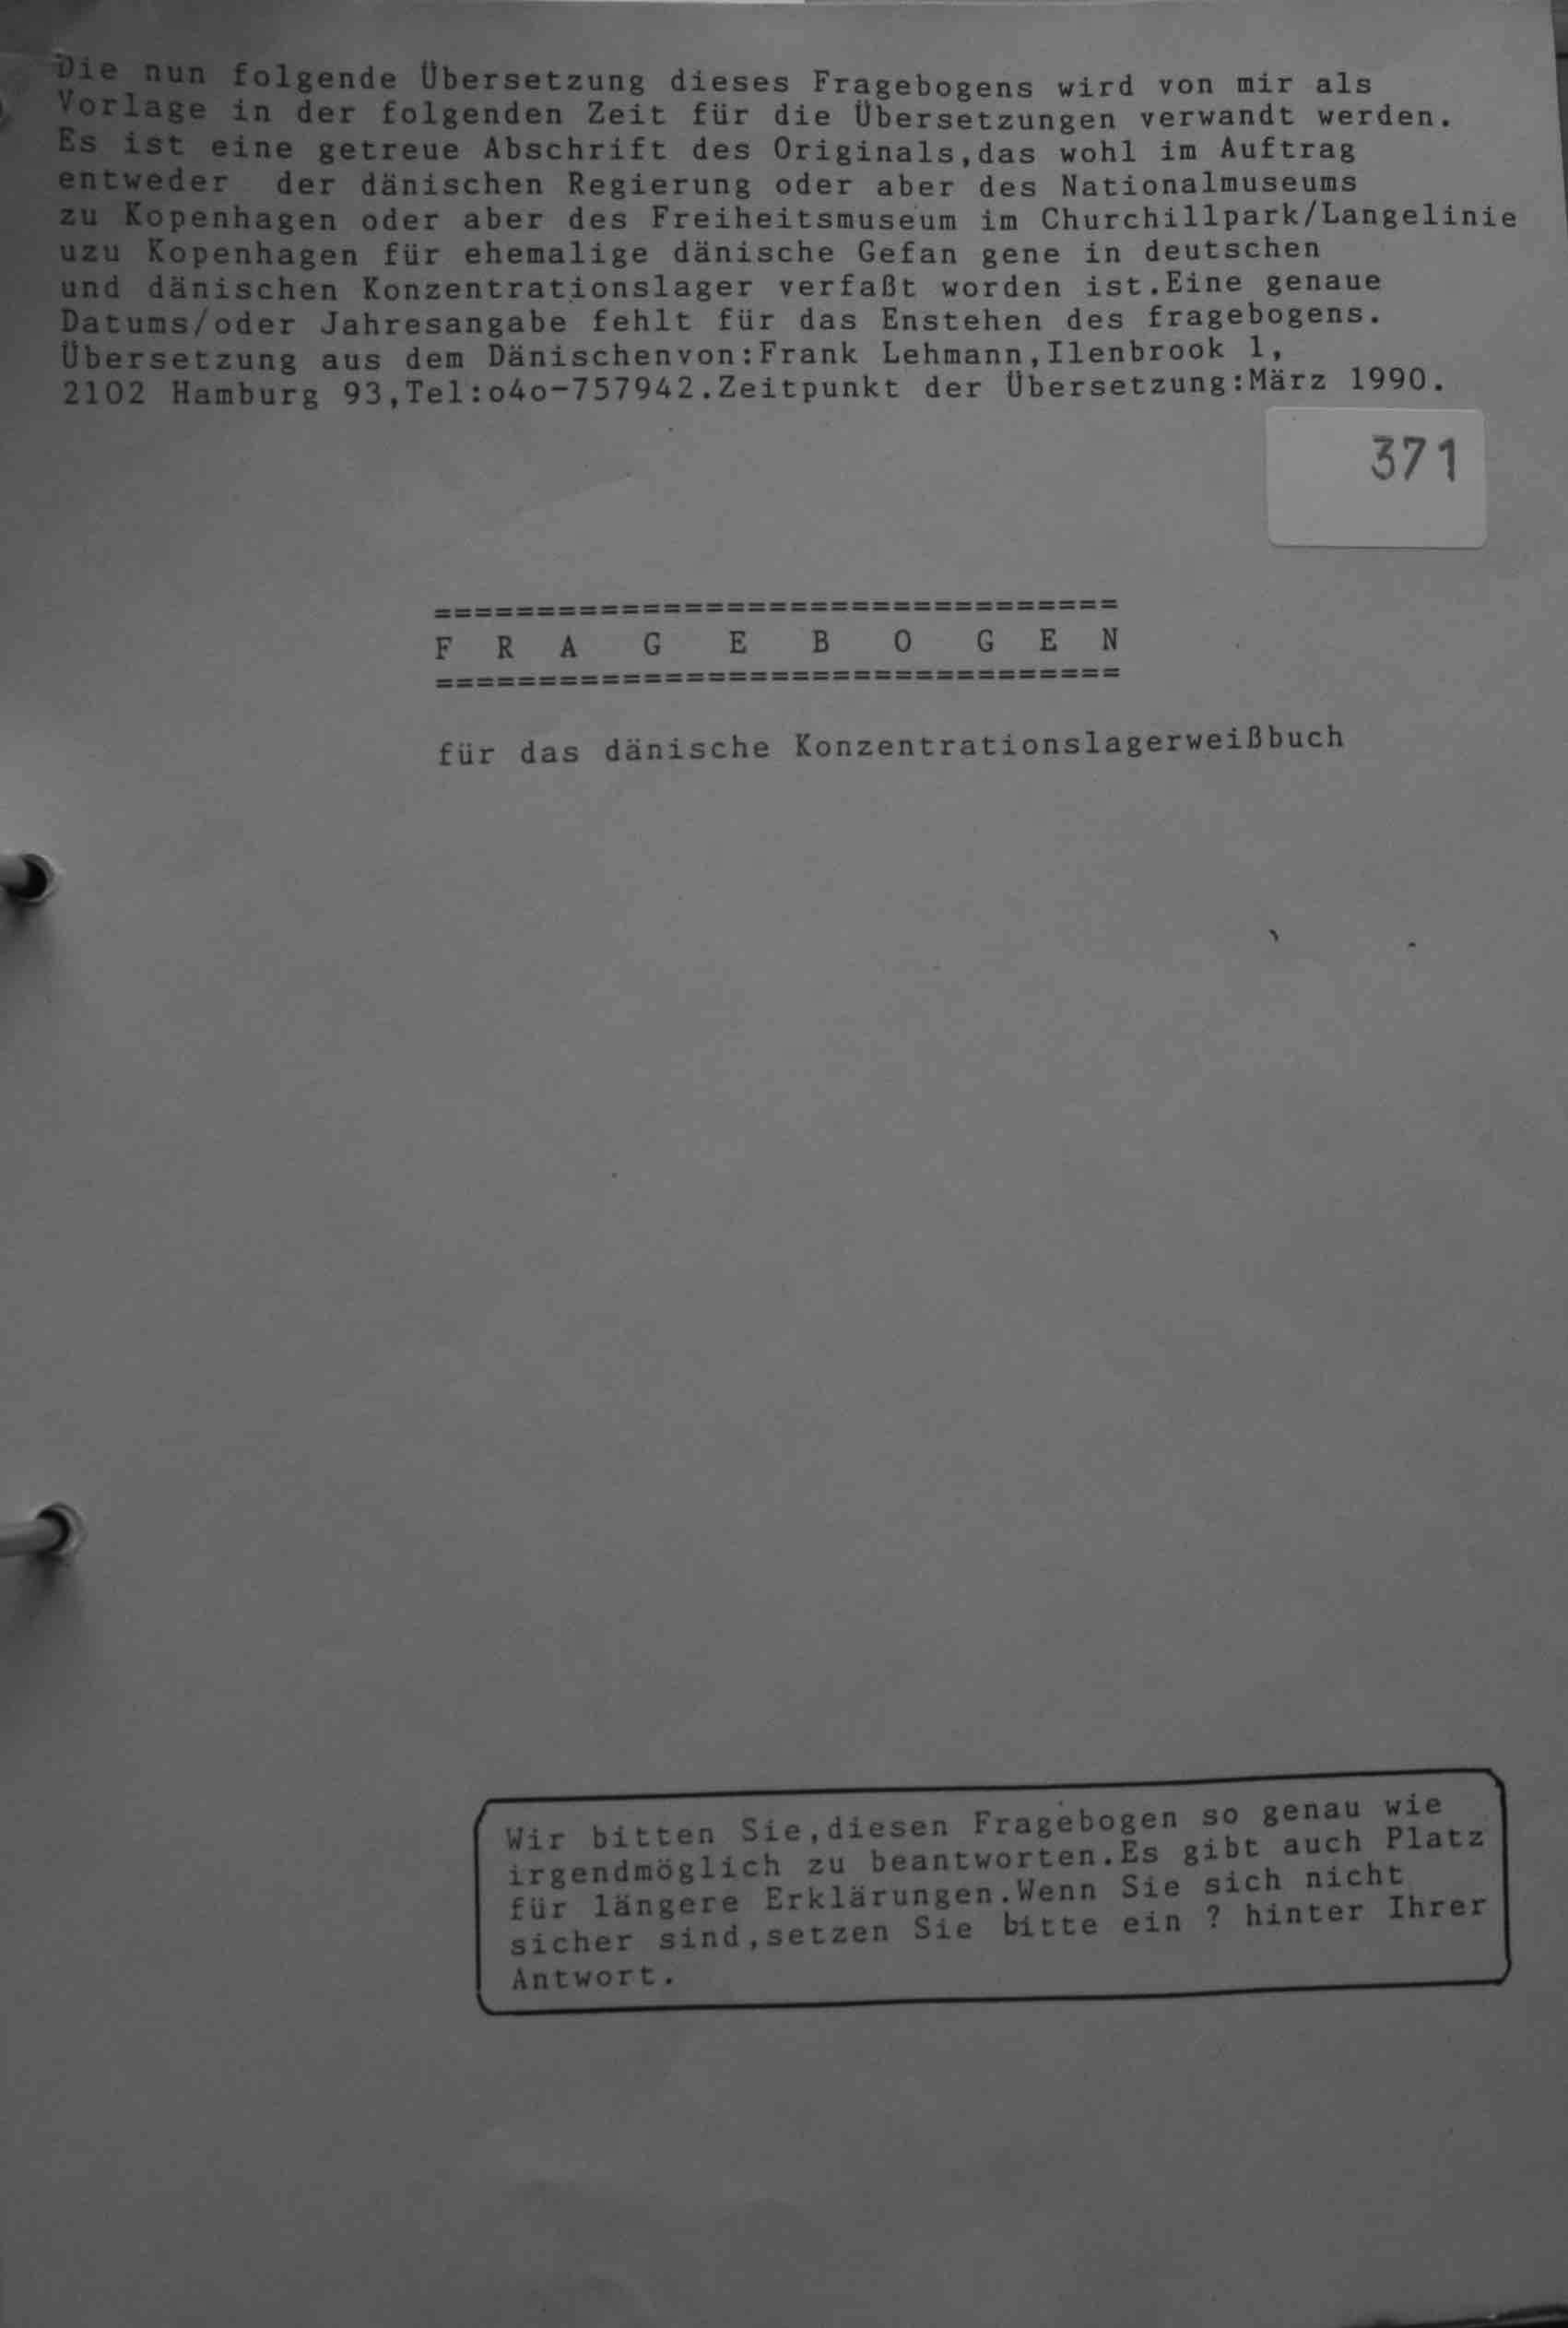 Die nun folgende Übersetzung dieses Fragebogens wird von mir als
Vorlage in der folgenden Zeit für die Übersetzungen verwandt werden.
Es ist eine getreue Abschrift des Originals,das wohl im Auftrag
entweder der dänischen Regierung oder aber des Nationalmuseums
zu Kopenhagen oder aber des Freiheitsmuseum im Churchillpark/Langelinie
uzu Kopenhagen für ehemalige dänische Gefan gene in deutschen
und dänischen Konzentrationslager verfaßt worden ist.Eine genaue
Datums/oder Jahresangabe fehlt für das Enstehen des fragebogens.
Übersetzung aus dem Dänischenvon:Frank Lehmann,Ilenbrook 1,
2102 Hamburg 93,Tel:o4o-757942.Zeitpunkt der Übersetzung:März 1990.
371
=================================
F R A G E B O G E N
=================================
für das dänische Konzentrationslagerweißbuch
Wir bitten Sie,diesen Fragebogen so genau wie
irgendmöglich zu beantworten.Es gibt auch Platz
für längere Erklärungen.Wenn Sie sich nicht
sicher sind,setzen Sie bitte ein ? hinter Ihrer
Antwort.